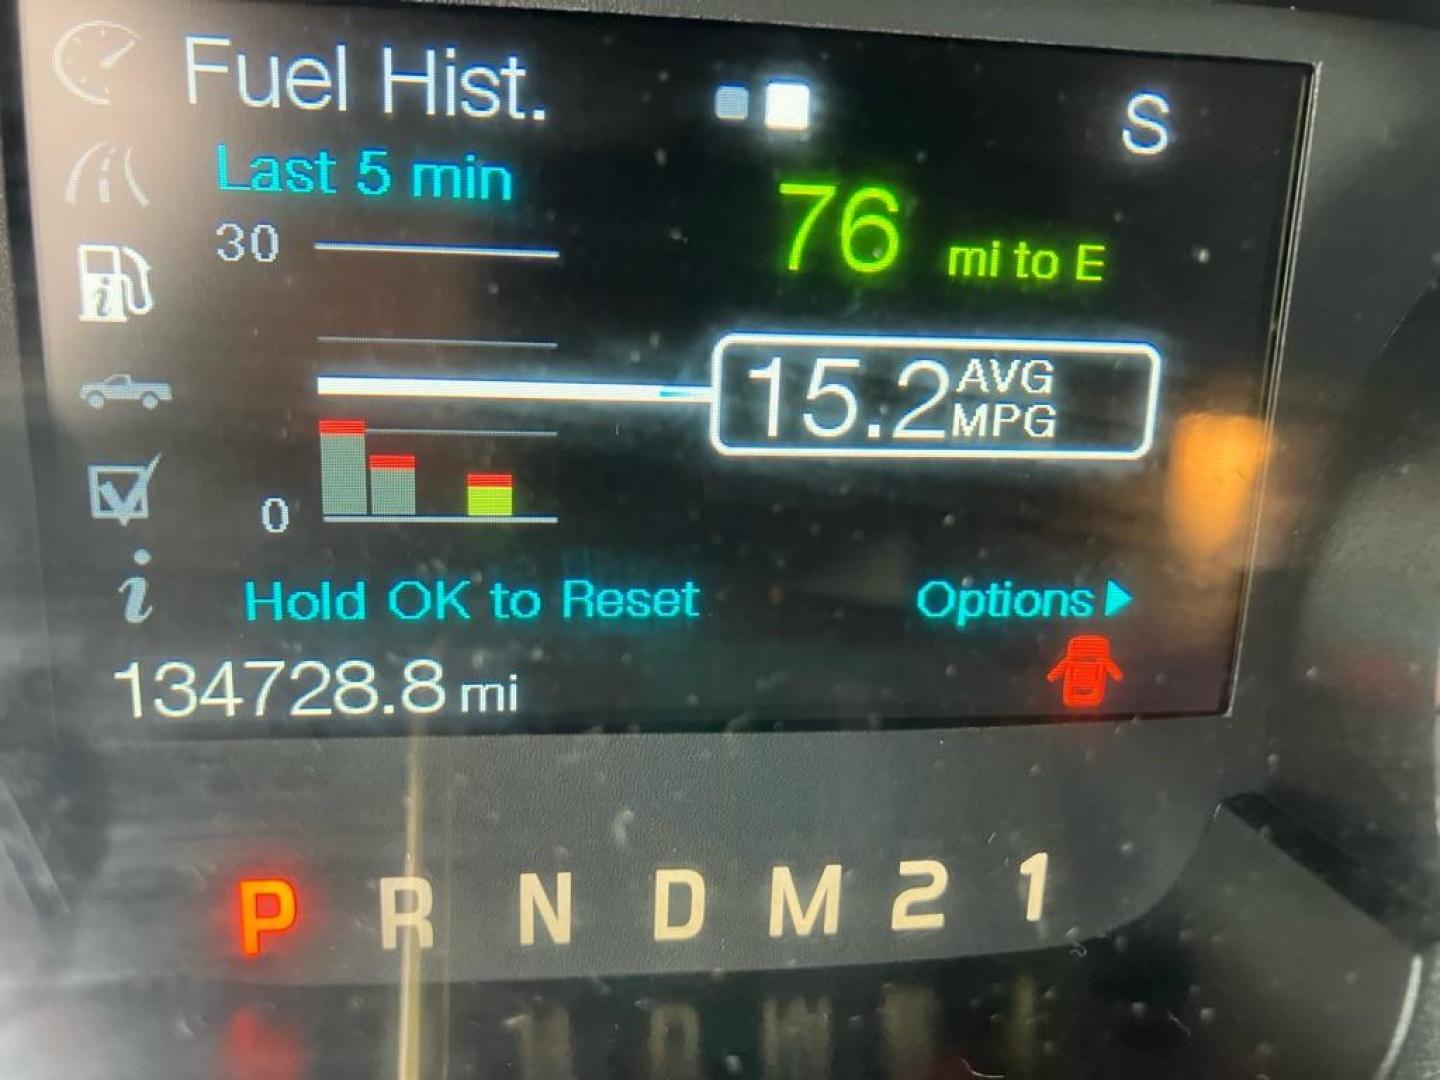 Fuel Hist.
S
Last 5 min
76 mi to E
30
15.2 AVG MPG
0
Hold OK to Reset
Options
134728.8 mi
P R N D M 2 1